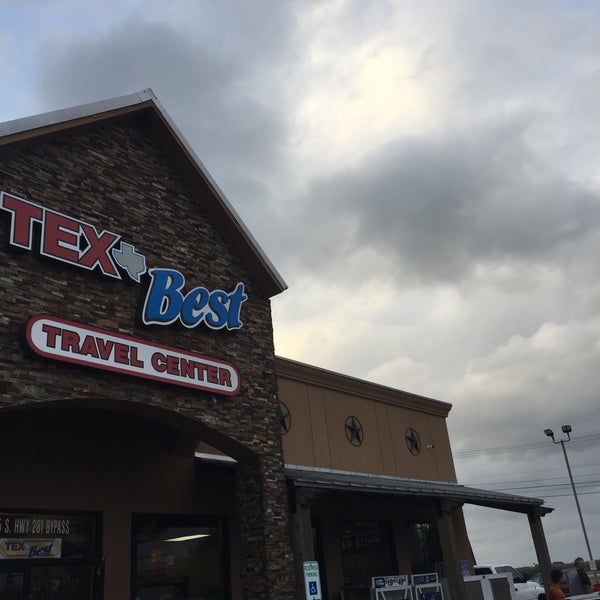 TEX
Best
TRAVEL CENTER
S. HWY 281 BYPASS
TEX Best